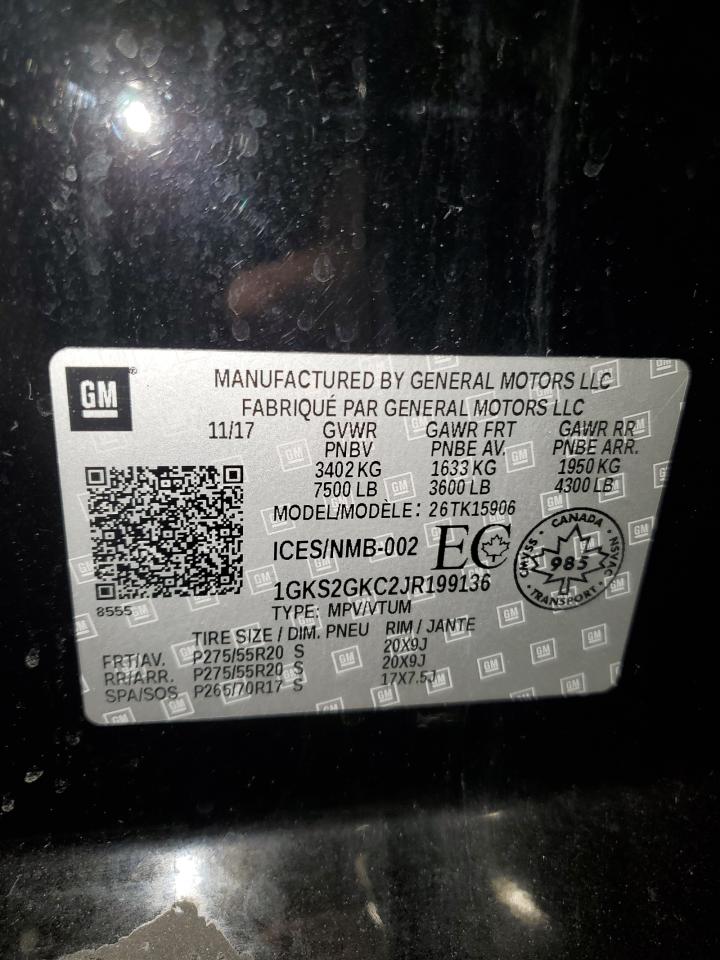 GM
MANUFACTURED BY GENERAL MOTORS LLC
FABRIQUÉ PAR GENERAL MOTORS LLC
11/17 GVWR GAWR FRT GAWR RR
PNBV PNBE AV. PNBE ARR.
3402 KG 1633 KG 1950 KG
7500 LB 3600 LB 4300 LB
MODEL/MODÈLE: 26TK15906
ICES/NMB-002 EC
CANADA
CMVSS 985 NSVAC
TRANSPORT
1GKS2GKC2JR199136
8555
TYPE: MPV/VTUM
TIRE SIZE / DIM. PNEU RIM / JANTE
FRT/AV. P275/55R20 S 20X9J
RR/ARR. P275/55R20 S 20X9J
SPA/SOS. P265/70R17 S 17X7.5J